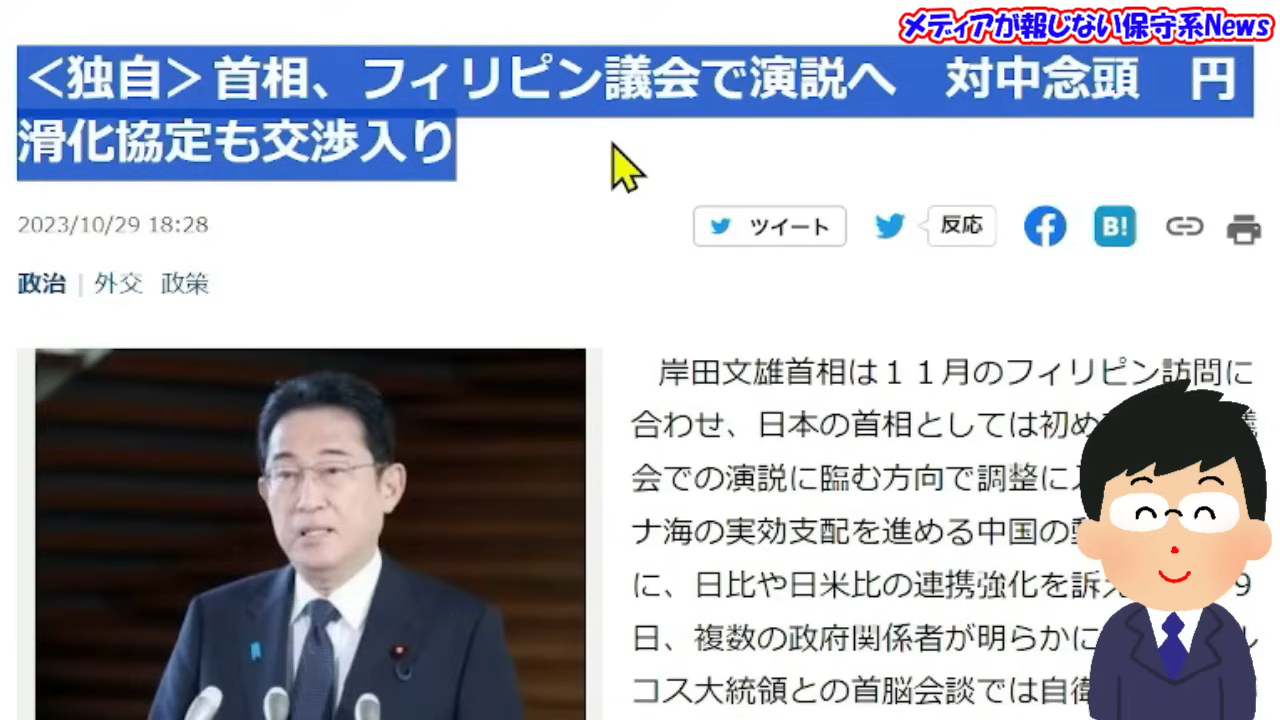 メディアが報じない保守系News
＜独自＞首相、フィリピン議会で演説へ　対中念頭　円
滑化協定も交渉入り
2023/10/29 18:28
ツイート
反応
B!
政治 | 外交 政策
岸田文雄首相は１１月のフィリピン訪問に
合わせ、日本の首相としては初め
会での演説に臨む方向で調整に
ナ海の実効支配を進める中国の
に、日比や日米比の連携強化を訴え 9
日、複数の政府関係者が明らかに ル
コス大統領との首脳会談では自衛